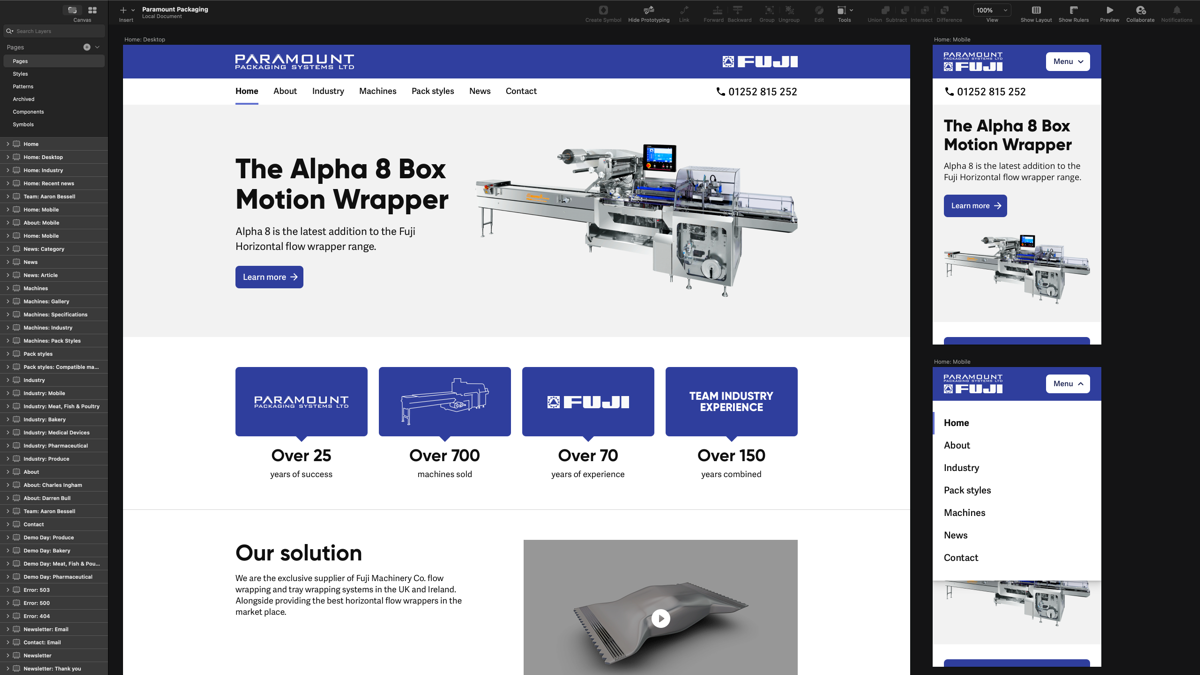 Canvas
Insert
Paramount Packaging
Local Document
Create Symbol
Hide Prototyping
Link
Forward
Backward
Group
Ungroup
Edit
Tools
Union
Subtract
Intersect
Difference
100%
View
Show Layout
Show Rulers
Preview
Collaborate
Notifications
Search Layers
Pages
Pages
Styles
Patterns
Archived
Components
Symbols
Home
Home: Desktop
Home: Industry
Home: Recent news
Team: Aaron Bessell
Home: Mobile
About: Mobile
Home: Mobile
News: Category
News
News: Article
Machines
Machines: Gallery
Machines: Specifications
Machines: Industry
Machines: Pack Styles
Pack styles
Pack styles: Compatible ma...
Industry
Industry: Mobile
Industry: Meat, Fish & Poultry
Industry: Bakery
Industry: Medical Devices
Industry: Pharmaceutical
Industry: Produce
About
About: Charles Ingham
About: Darren Bull
Team: Aaron Bessell
Contact
Demo Day: Produce
Demo Day: Bakery
Demo Day: Meat, Fish & Pou...
Demo Day: Pharmaceutical
Error: 503
Error: 500
Error: 404
Newsletter: Email
Contact: Email
Newsletter
Newsletter: Thank you
Home: Desktop
PARAMOUNT
PACKAGING SYSTEMS LTD
FUJI
Home
About
Industry
Machines
Pack styles
News
Contact
01252 815 252
The Alpha 8 Box
Motion Wrapper
Alpha 8 is the latest addition to the Fuji
Horizontal flow wrapper range.
Learn more
PARAMOUNT
PACKAGING SYSTEMS LTD
FUJI
TEAM INDUSTRY
EXPERIENCE
Over 25
years of success
Over 700
machines sold
Over 70
years of experience
Over 150
years combined
Our solution
We are the exclusive supplier of Fuji Machinery Co. flow
wrapping and tray wrapping systems in the UK and Ireland.
Alongside providing the best horizontal flow wrappers in the
market place.
Home: Mobile
PARAMOUNT
PACKAGING SYSTEMS LTD
FUJI
Menu
01252 815 252
The Alpha 8 Box
Motion Wrapper
Alpha 8 is the latest addition to the
Fuji Horizontal flow wrapper range.
Learn more
Home: Mobile
PARAMOUNT
PACKAGING SYSTEMS LTD
FUJI
Menu
Home
About
Industry
Pack styles
Machines
News
Contact